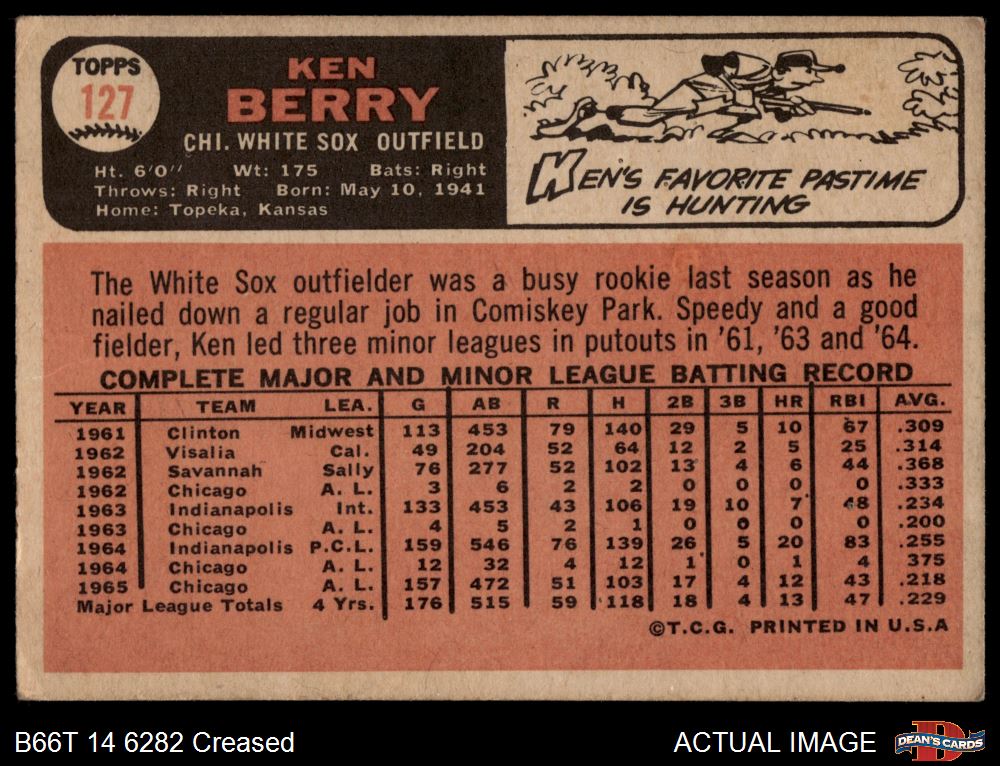 TOPPS
127
KEN
BERRY
CHI. WHITE SOX OUTFIELD
Ht. 6'0" Wt: 175 Bats: Right
Throws: Right Born: May 10, 1941
Home: Topeka, Kansas
KEN'S FAVORITE PASTIME
IS HUNTING
The White Sox outfielder was a busy rookie last season as he
nailed down a regular job in Comiskey Park. Speedy and a good
fielder, Ken led three minor leagues in putouts in '61, '63 and '64.
COMPLETE MAJOR AND MINOR LEAGUE BATTING RECORD
YEAR TEAM LEA. G AB R H 2B 3B HR RBI AVG.
1961 Clinton Midwest 113 453 79 140 29 5 10 67 .309
1962 Visalia Cal. 49 204 52 64 12 2 5 25 .314
1962 Savannah Sally 76 277 52 102 13 4 6 44 .368
1962 Chicago A. L. 3 6 2 2 0 0 0 0 .333
1963 Indianapolis Int. 133 453 43 106 19 10 7 48 .234
1963 Chicago A. L. 4 5 2 1 0 0 0 0 .200
1964 Indianapolis P.C.L. 159 546 76 139 26 5 20 83 .255
1964 Chicago A. L. 12 32 4 12 1 0 1 4 375
1965 Chicago A. L. 157 472 51 103 17 4 12 43 .218
Major League Totals 4 Yrs. 176 515 59 118 18 4 13 47 .229
©T.C.G. PRINTED IN U.S.A
B66T 14 6282 Creased
ACTUAL IMAGE
DEAN'S CARDS